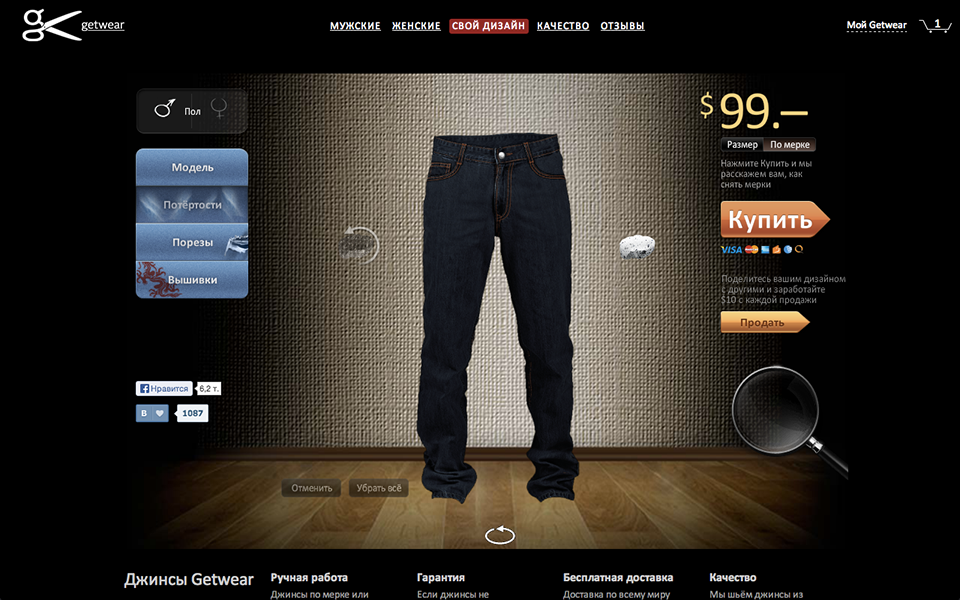 getwear
МУЖСКИЕ ЖЕНСКИЕ СВОЙ ДИЗАЙН КАЧЕСТВО ОТЗЫВЫ
Мой Getwear 1
Пол
Модель
Потёртости
Порезы
Вышивки
Нравится 6,2 т.
В 1087
$99.–
Размер По мерке
Нажмите Купить и мы
расскажем вам, как
снять мерки
Купить
VISA
Поделитесь вашим дизайном
с другими и заработайте
$10 с каждой продажи
Продать
Отменить Убрать всё
Джинсы Getwear
Ручная работа
Джинсы по мерке или
Гарантия
Если джинсы не
Бесплатная доставка
Доставка по всему миру
Качество
Мы шьём джинсы из